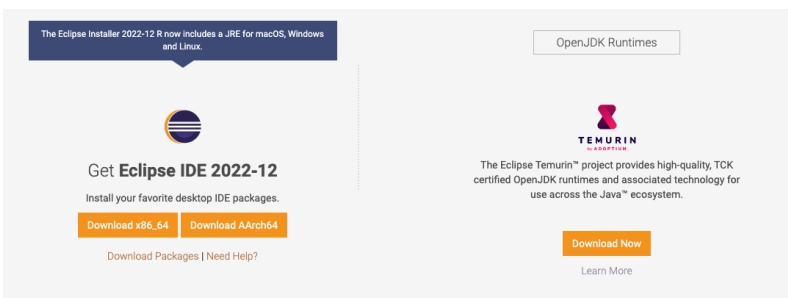 The Eclipse Installer 2022-12 R now includes a JRE for macOS, Windows
and Linux.
Get Eclipse IDE 2022-12
Install your favorite desktop IDE packages.
Download x86_64 Download AArch64
Download Packages | Need Help?
OpenJDK Runtimes
TEMURIN
by ADOPTIUM
The Eclipse Temurin™ project provides high-quality, TCK
certified OpenJDK runtimes and associated technology for
use across the Java™ ecosystem.
Download Now
Learn More